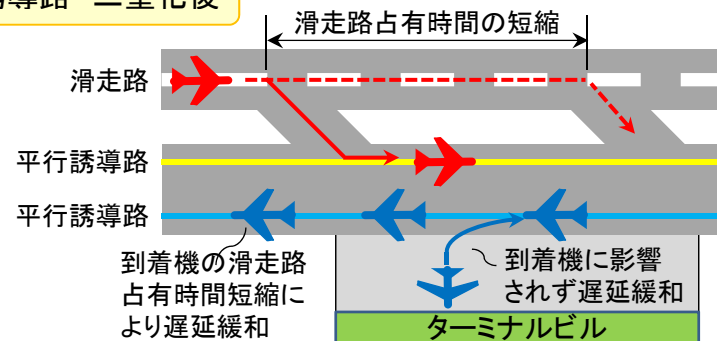 誘導路 二重化後
滑走路占有時間の短縮
滑走路
平行誘導路
平行誘導路
到着機の滑走路
占有時間短縮に
より遅延緩和
到着機に影響
されず遅延緩和
ターミナルビル